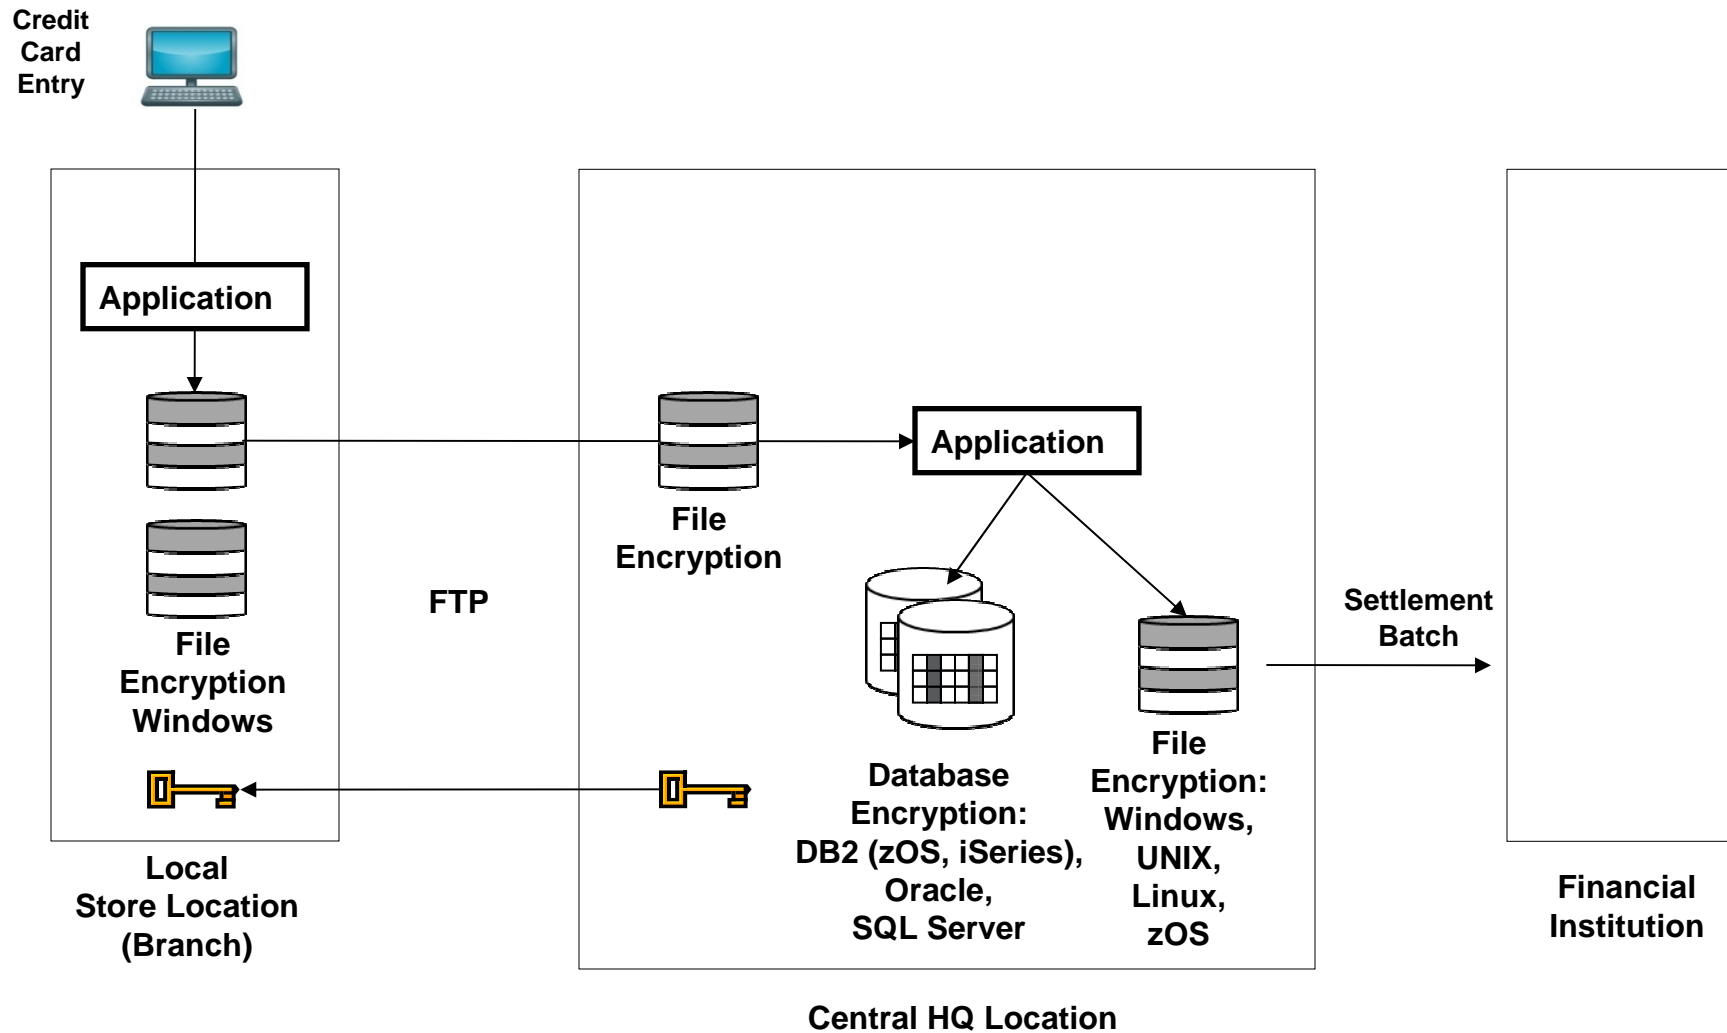 Credit
Card
Entry
Application
File
Encryption
Windows
Local
Store Location
(Branch)
FTP
File
Encryption
Application
Database
Encryption:
DB2 (zOS, iSeries),
Oracle,
SQL Server
File
Encryption:
Windows,
UNIX,
Linux,
zOS
Central HQ Location
Settlement
Batch
Financial
Institution